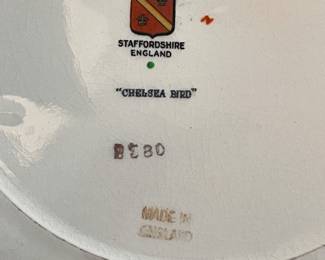 STAFFORDSHIRE
ENGLAND
"CHELSEA BIRD"
MADE IN
ENGLAND